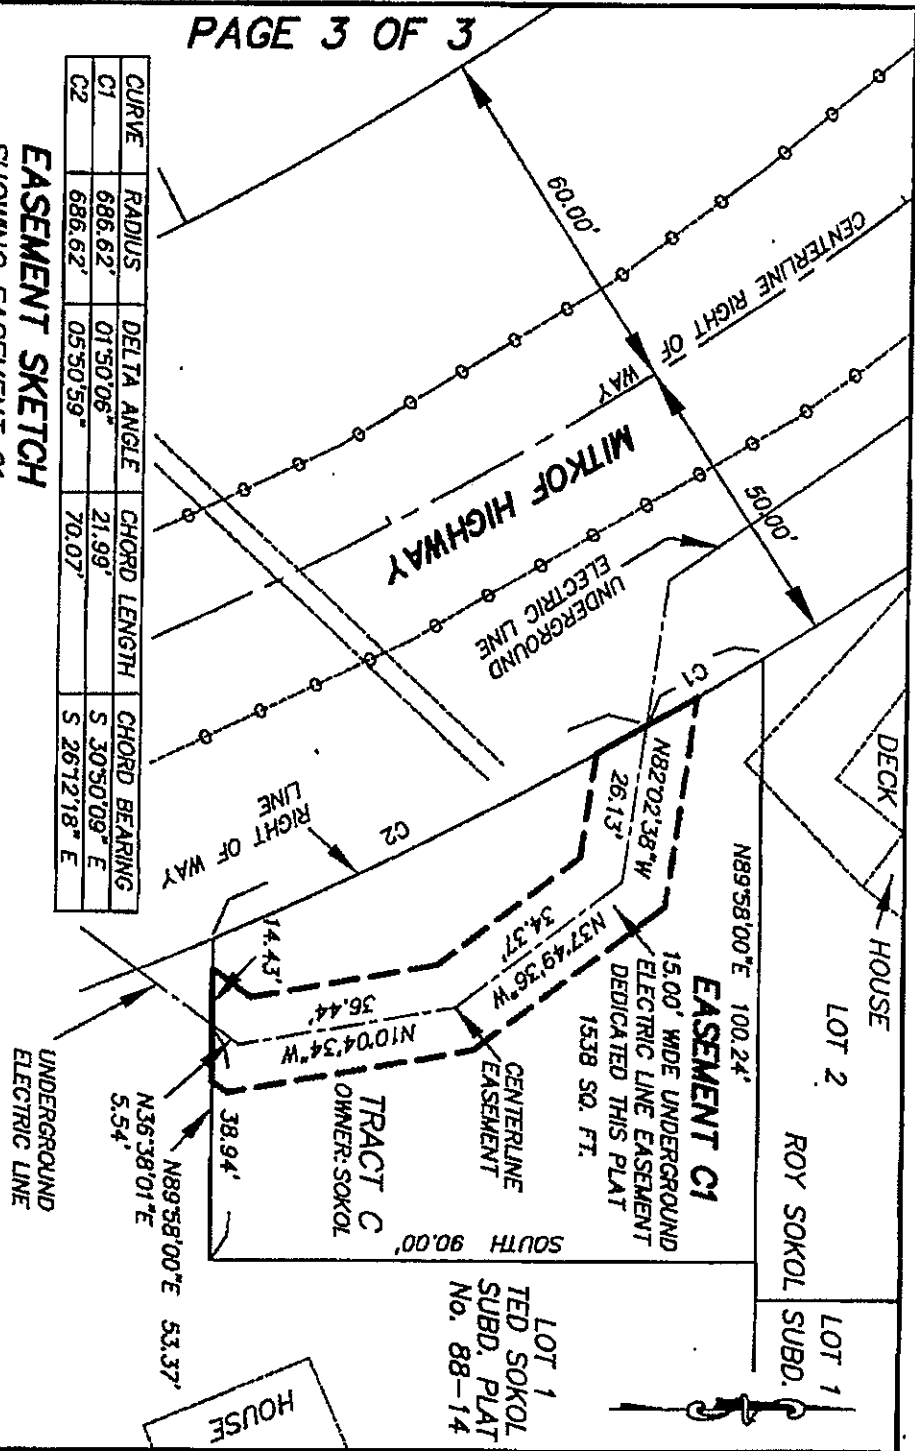 PAGE 3 OF 3
60.00'
CENTERLINE RIGHT OF WAY
50.00'
MITKOF HIGHWAY
UNDERGROUND
ELECTRIC LINE
DECK
HOUSE
LOT 2
ROY SOKOL SUBD.
LOT 1
N89°58'00"E 100.24'
C1
N82°02'38"W
26.13'
EASEMENT C1
15.00' WIDE UNDERGROUND
ELECTRIC LINE EASEMENT
DEDICATED THIS PLAT
1538 SQ. FT.
N37°49'36"W
34.37'
CENTERLINE
EASEMENT
C2
RIGHT OF WAY
LINE
14.43'
36.44'
N10°04'34"W
TRACT C
OWNER: SOKOL
SOUTH 90.00'
38.94'
N89°58'00"E 53.37'
N36°38'01"E
5.54'
UNDERGROUND
ELECTRIC LINE
LOT 1
TED SOKOL
SUBD. PLAT
No. 88-14
HOUSE
CURVE RADIUS DELTA ANGLE CHORD LENGTH CHORD BEARING
C1 686.62' 01°50'06" 21.99' S 30°50'09" E
C2 686.62' 05°50'59" 70.07' S 26°12'18" E
EASEMENT SKETCH